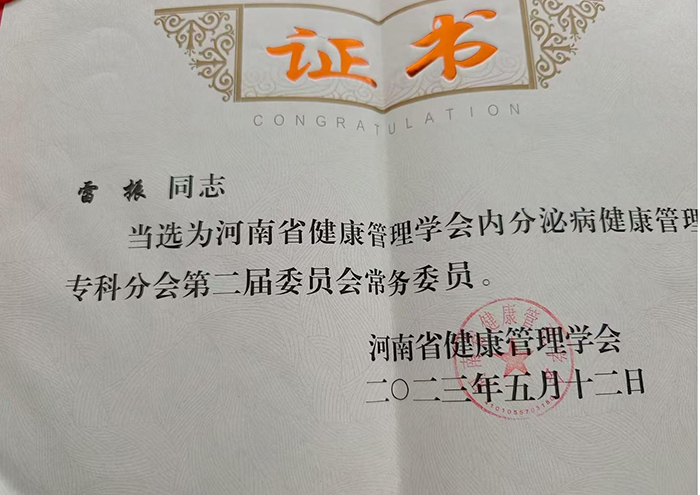 证书
CONGRATULATION
雷振 同志
当选为河南省健康管理学会内分泌病健康管理
专科分会第二届委员会常务委员。
河南省健康管理学会
二〇二三年五月十二日